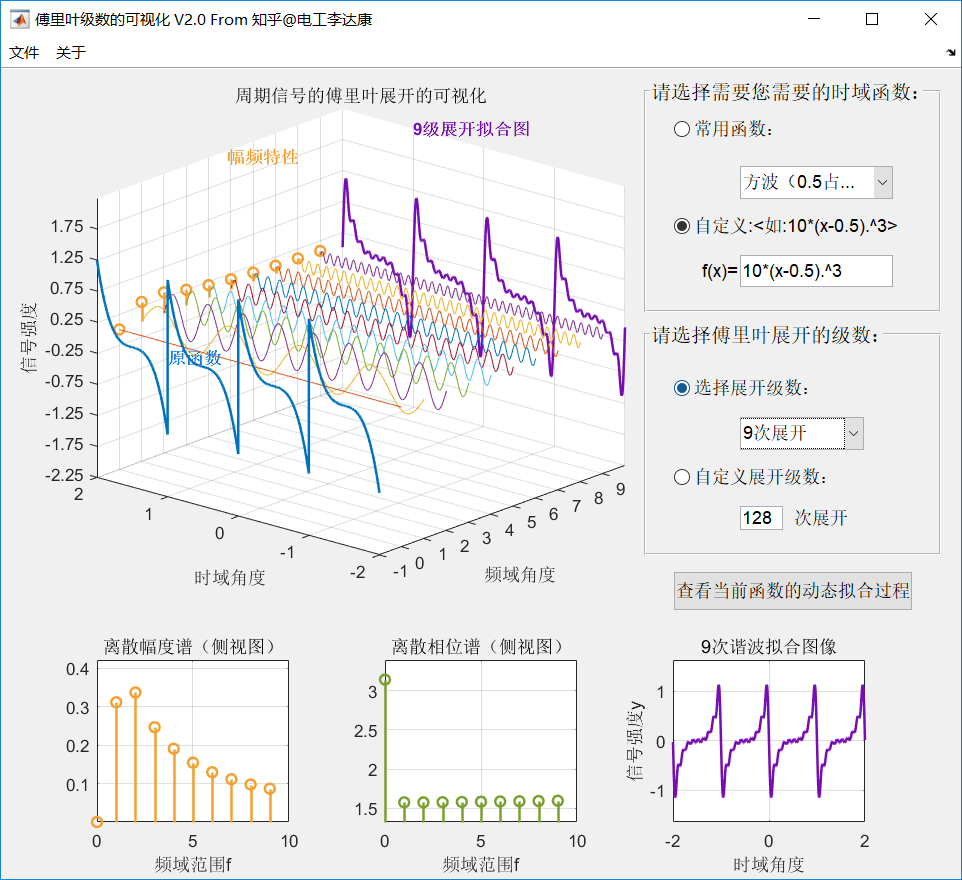 傅里叶级数的可视化 V2.0 From 知乎@电工李达康
文件 关于
周期信号的傅里叶展开的可视化
9级展开拟合图
幅频特性
原函数
信号强度
1.75
1.25
0.75
0.25
-0.25
-0.75
-1.25
-1.75
-2.25
2
1
0
-1
-2
时域角度
-1
0
1
2
3
4
5
6
7
8
9
频域角度
请选择需要您需要的时域函数:
常用函数:
方波（0.5占...
自定义:<如:10*(x-0.5).^3>
f(x)= 10*(x-0.5).^3
请选择傅里叶展开的级数:
选择展开级数:
9次展开
自定义展开级数:
128 次展开
查看当前函数的动态拟合过程
离散幅度谱（侧视图）
0.4
0.3
0.2
0.1
0 5 10
频域范围f
离散相位谱（侧视图）
3
2.5
2
1.5
0 5 10
频域范围f
9次谐波拟合图像
信号强度y
1
0
-1
-2 0 2
时域角度